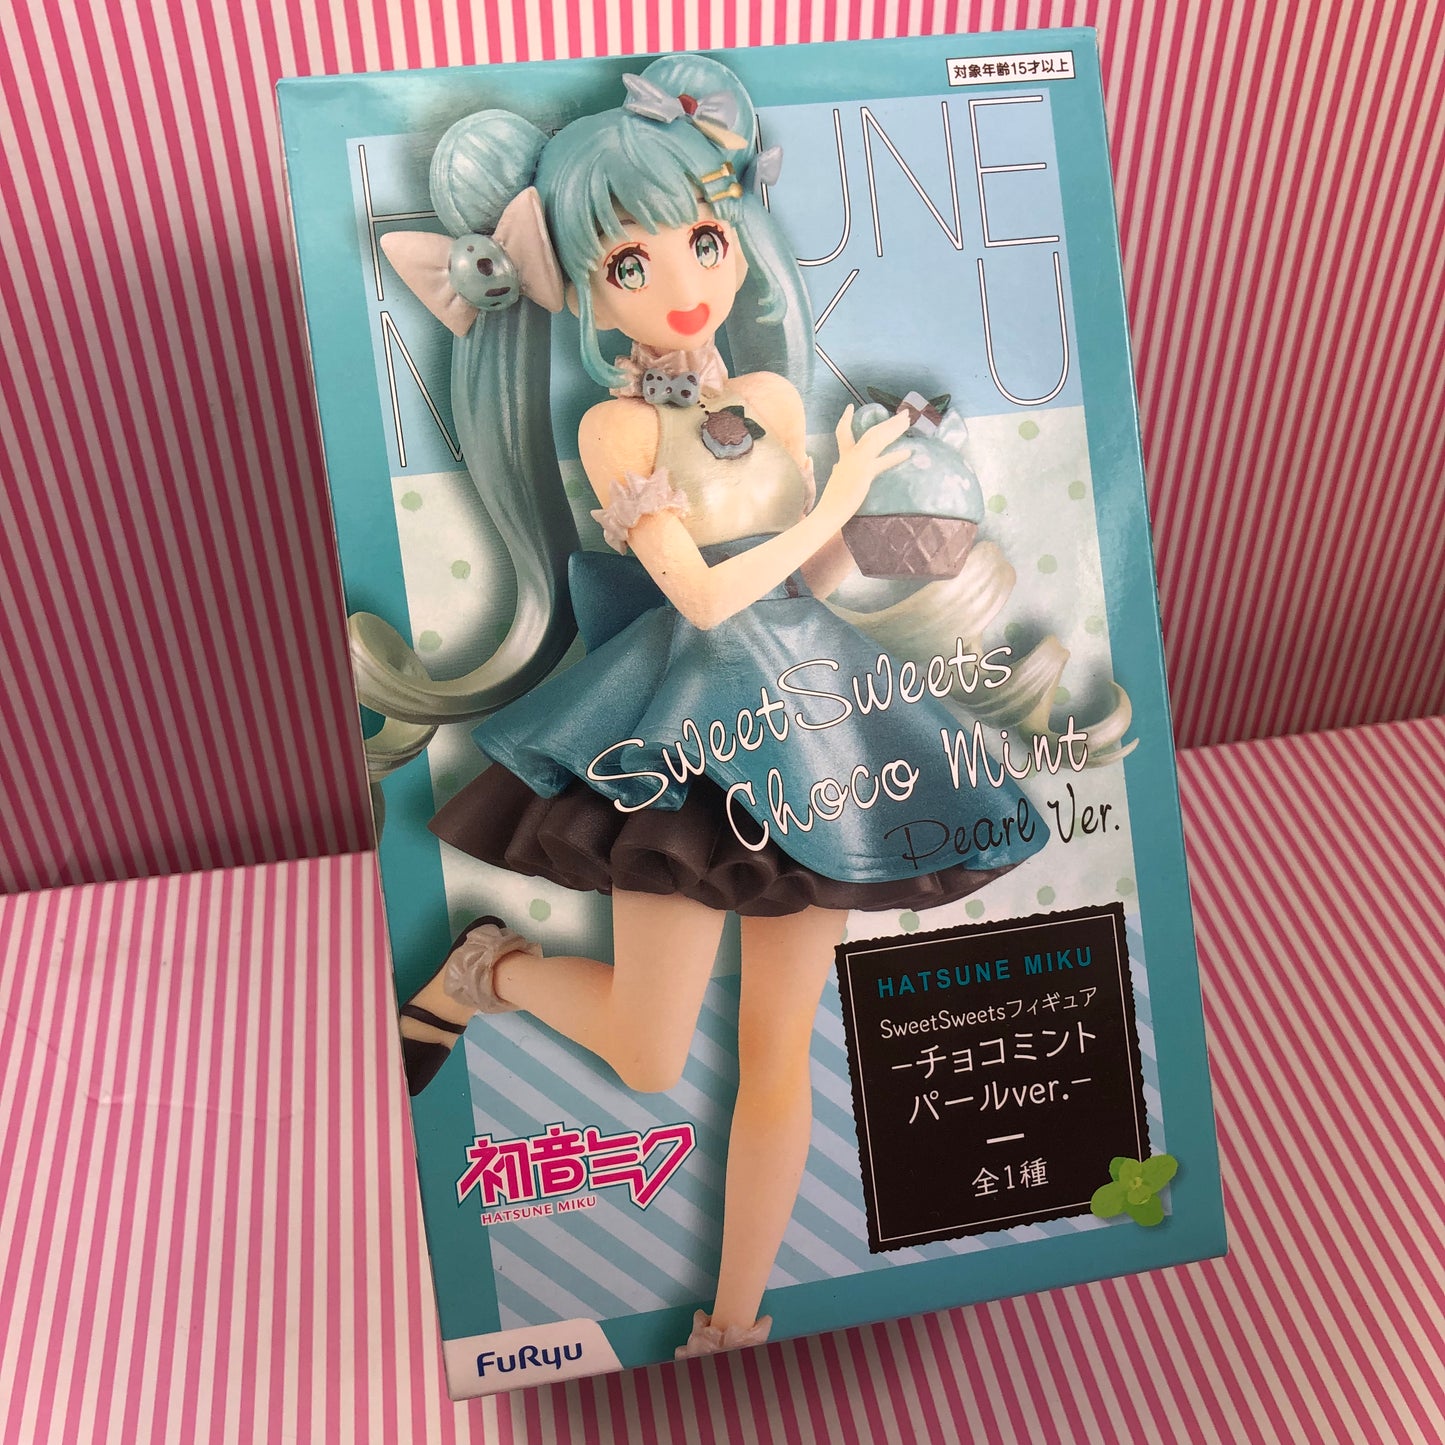 対象年齢15才以上
HATSUNE
MIKU
SweetSweets
Choco Mint
Pearl Ver.
HATSUNE MIKU
SweetSweetsフィギュア
－チョコミント
パールver.－
全1種
初音ミク
HATSUNE MIKU
FuRyu